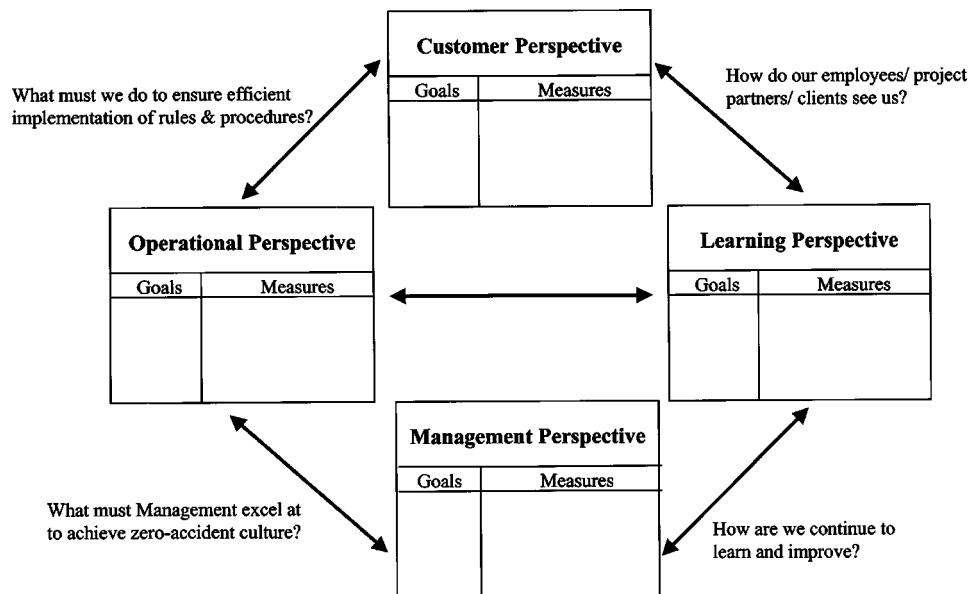 Customer Perspective
Goals Measures
What must we do to ensure efficient
implementation of rules & procedures?
How do our employees/ project
partners/ clients see us?
Operational Perspective
Goals Measures
Learning Perspective
Goals Measures
Management Perspective
Goals Measures
What must Management excel at
to achieve zero-accident culture?
How are we continue to
learn and improve?